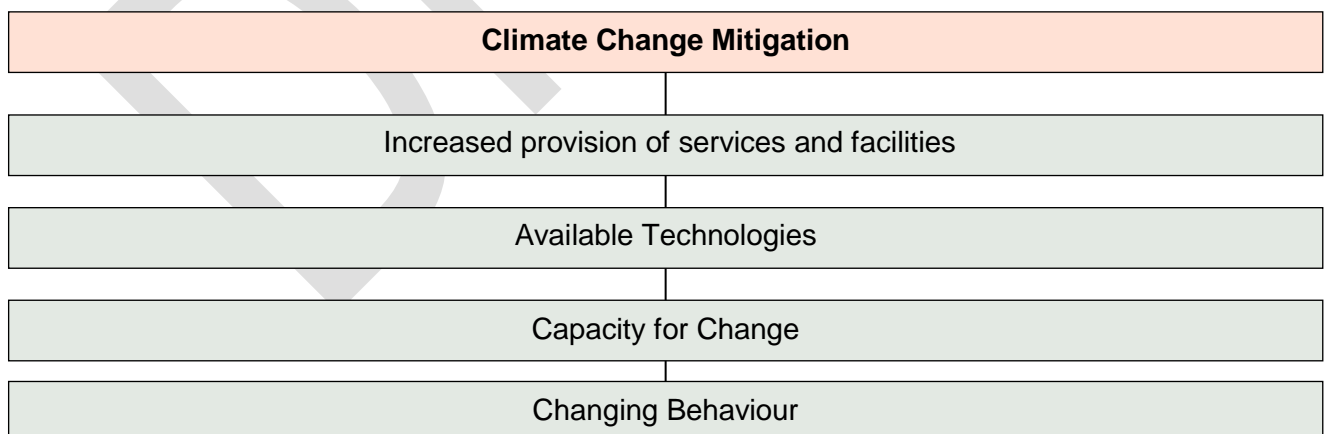 Climate Change Mitigation
Increased provision of services and facilities
Available Technologies
Capacity for Change
Changing Behaviour